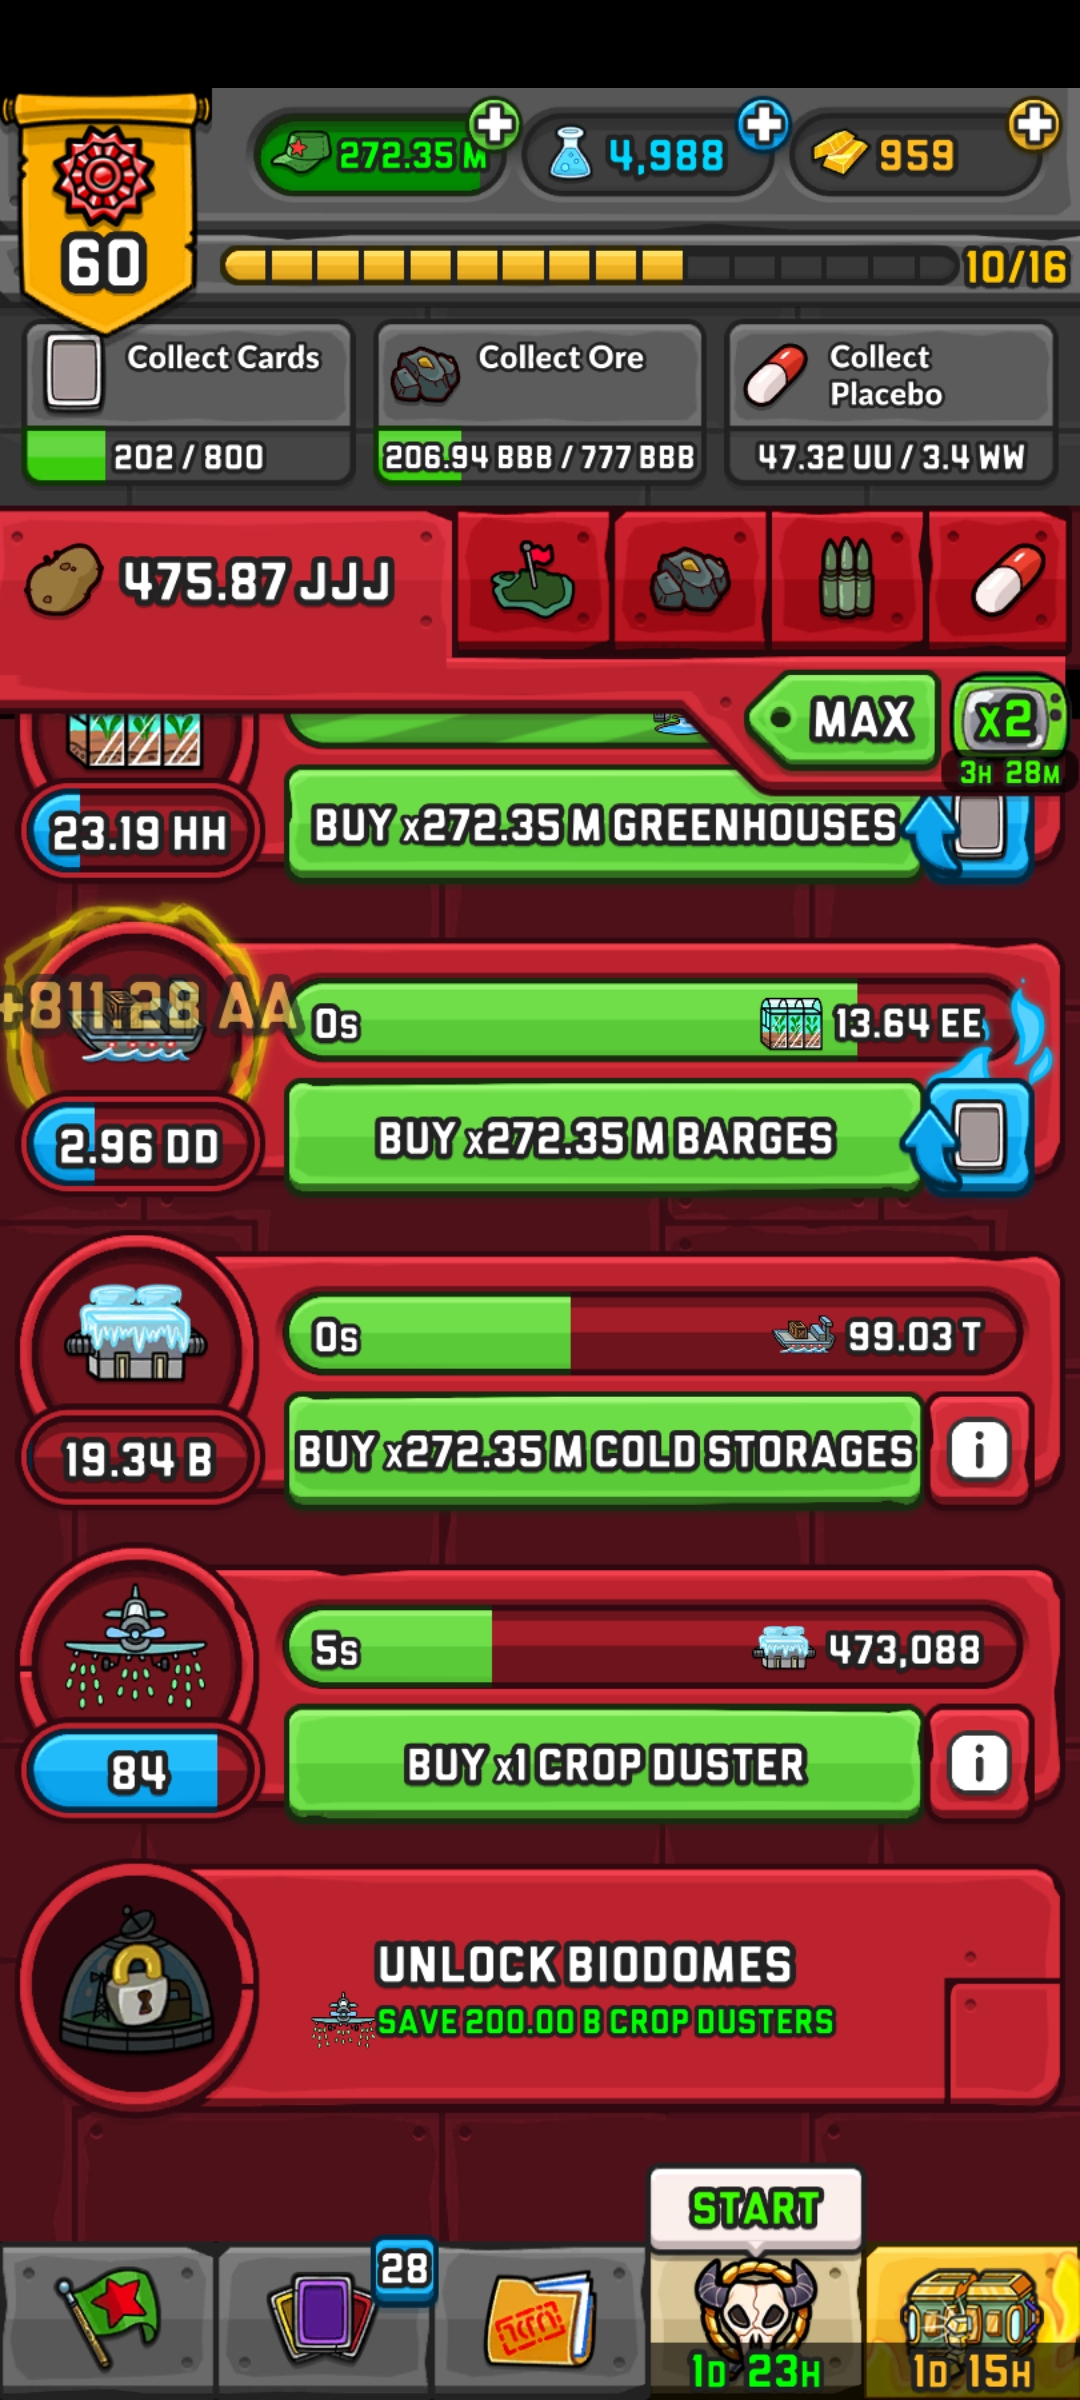 272.35 M
4,988
959
60
10/16
Collect Cards
202 / 800
Collect Ore
206.94 BBB / 777 BBB
Collect
Placebo
47.32 UU / 3.4 WW
475.87 JJJ
MAX
x2
3H 28M
23.19 HH
BUY x272.35 M GREENHOUSES
+811.28 AA
0s
13.64 EE
2.96 DD
BUY x272.35 M BARGES
0s
99.03 T
19.34 B
BUY x272.35 M COLD STORAGES
i
5s
473,088
84
BUY x1 CROP DUSTER
i
UNLOCK BIODOMES
SAVE 200.00 B CROP DUSTERS
START
28
1D 23H
1D 15H